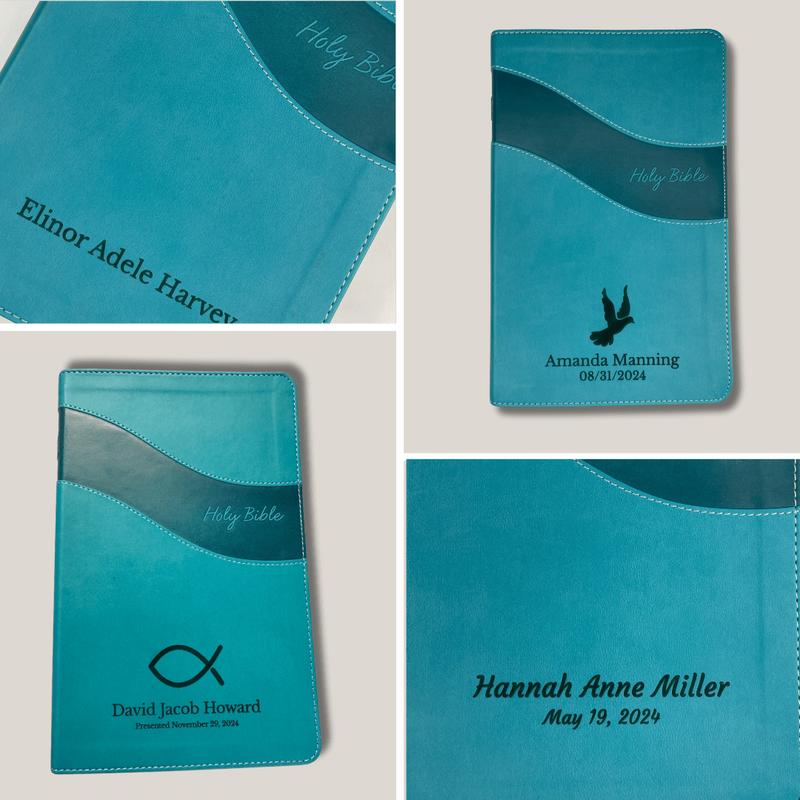 Holy Bible
Elinor Adele Harvey
Holy Bible
Amanda Manning
08/31/2024
Holy Bible
David Jacob Howard
Presented November 29, 2024
Hannah Anne Miller
May 19, 2024